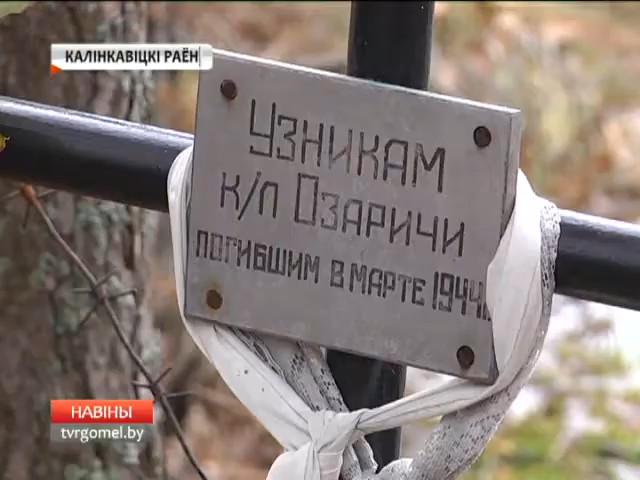 КАЛІНКАВІЦКІ РАЁН
УЗНИКАМ
К/Л ОЗАРИЧИ
ПОГИБШИМ В МАРТЕ 1944г.
НАВІНЫ
tvrgomel.by